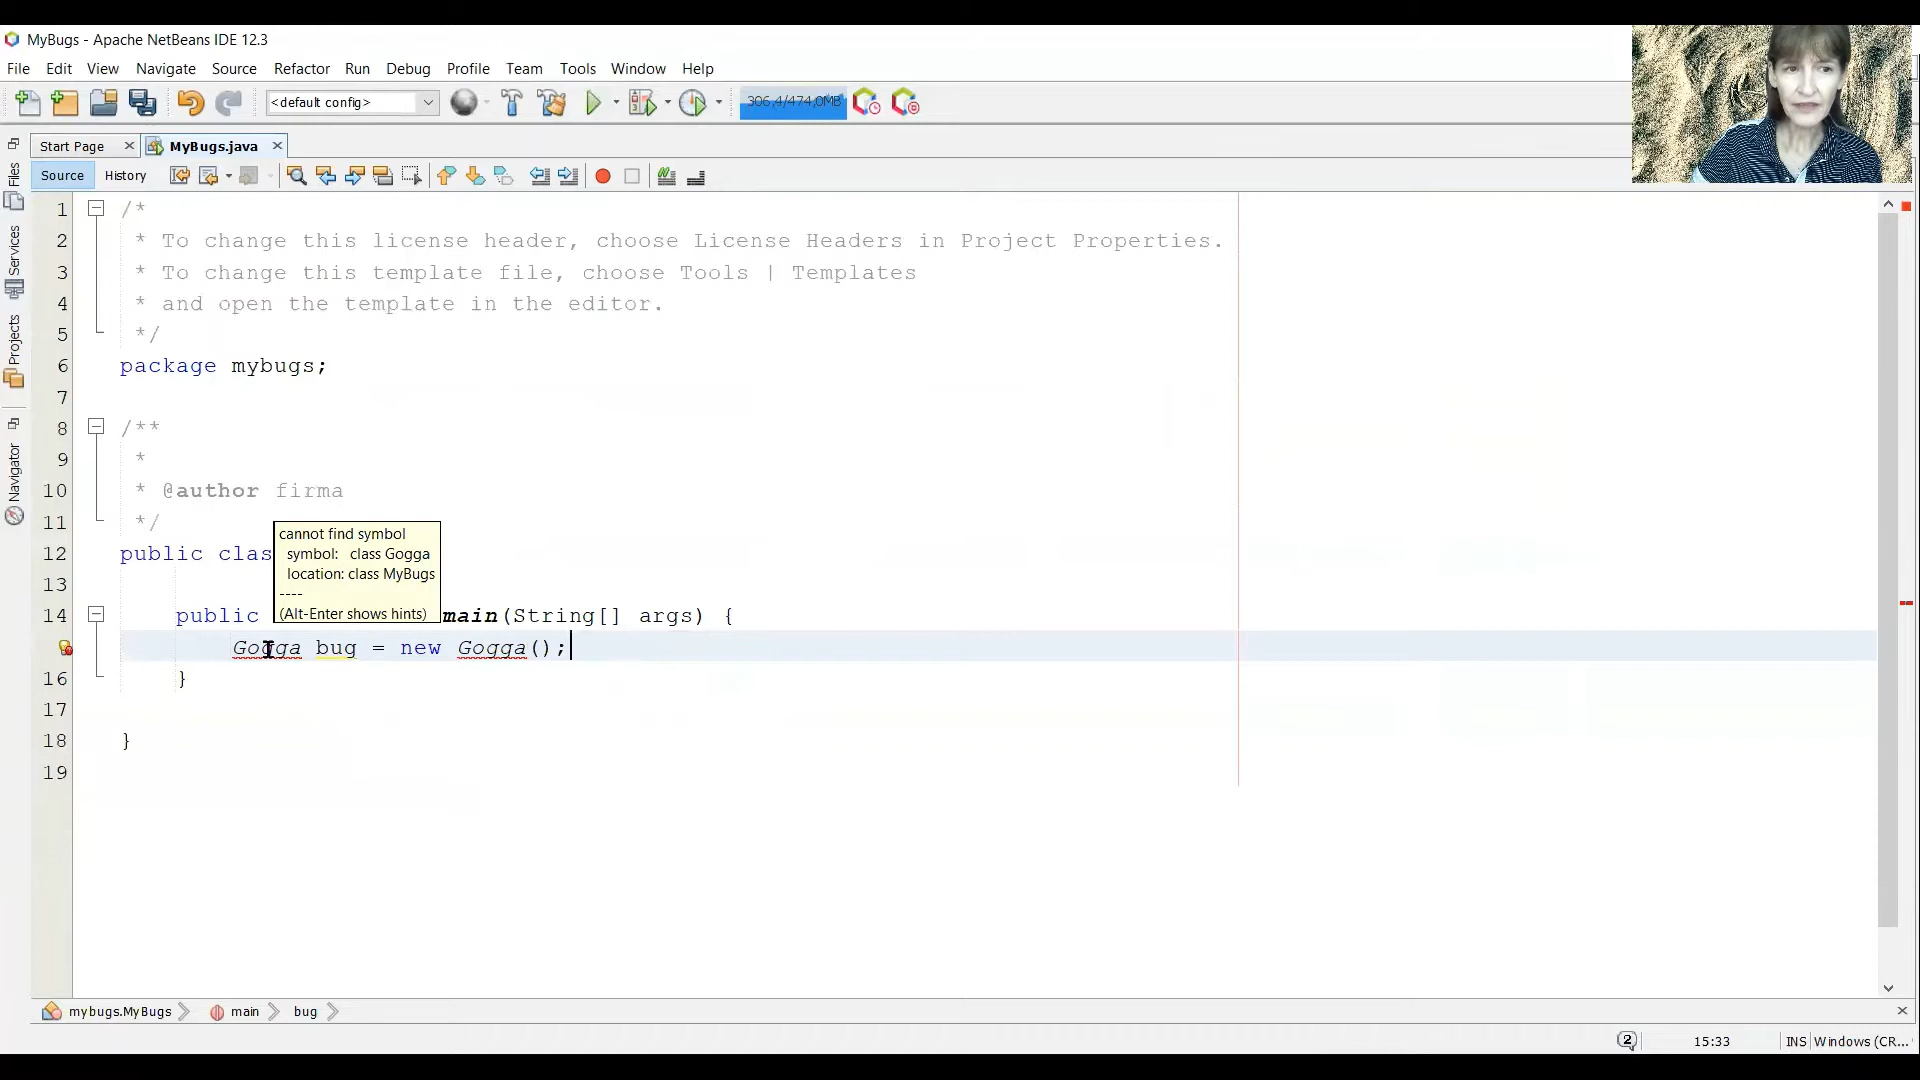 MyBugs - Apache NetBeans IDE 12.3
File Edit View Navigate Source Refactor Run Debug Profile Team Tools Window Help
<default config>
306,4/474,0MB
Start Page
MyBugs.java
Source History
Files
Services
Projects
Navigator
1 /*
2 * To change this license header, choose License Headers in Project Properties.
3 * To change this template file, choose Tools | Templates
4 * and open the template in the editor.
5 */
6 package mybugs;
7
8 /**
9 *
10 * @author firma
11 */
cannot find symbol
symbol: class Gogga
location: class MyBugs
----
(Alt-Enter shows hints)
12 public clas
13
14 public main(String[] args) {
Gogga bug = new Gogga();
16 }
17
18 }
19
mybugs.MyBugs main bug
2
15:33
INS Windows (CR...